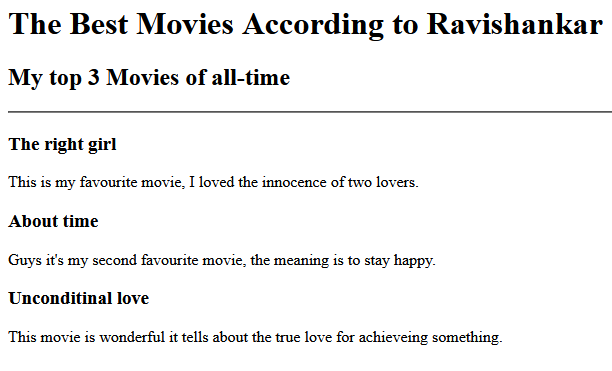 The Best Movies According to Ravishankar
My top 3 Movies of all-time
The right girl
This is my favourite movie, I loved the innocence of two lovers.
About time
Guys it's my second favourite movie, the meaning is to stay happy.
Unconditinal love
This movie is wonderful it tells about the true love for achieveing something.